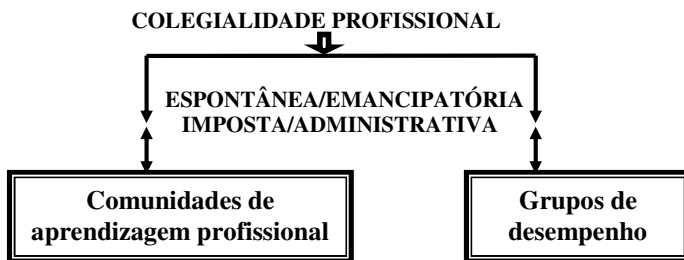 COLEGIALIDADE PROFISSIONAL
ESPONTÂNEA/EMANCIPATÓRIA
IMPOSTA/ADMINISTRATIVA
Comunidades de
aprendizagem profissional
Grupos de
desempenho